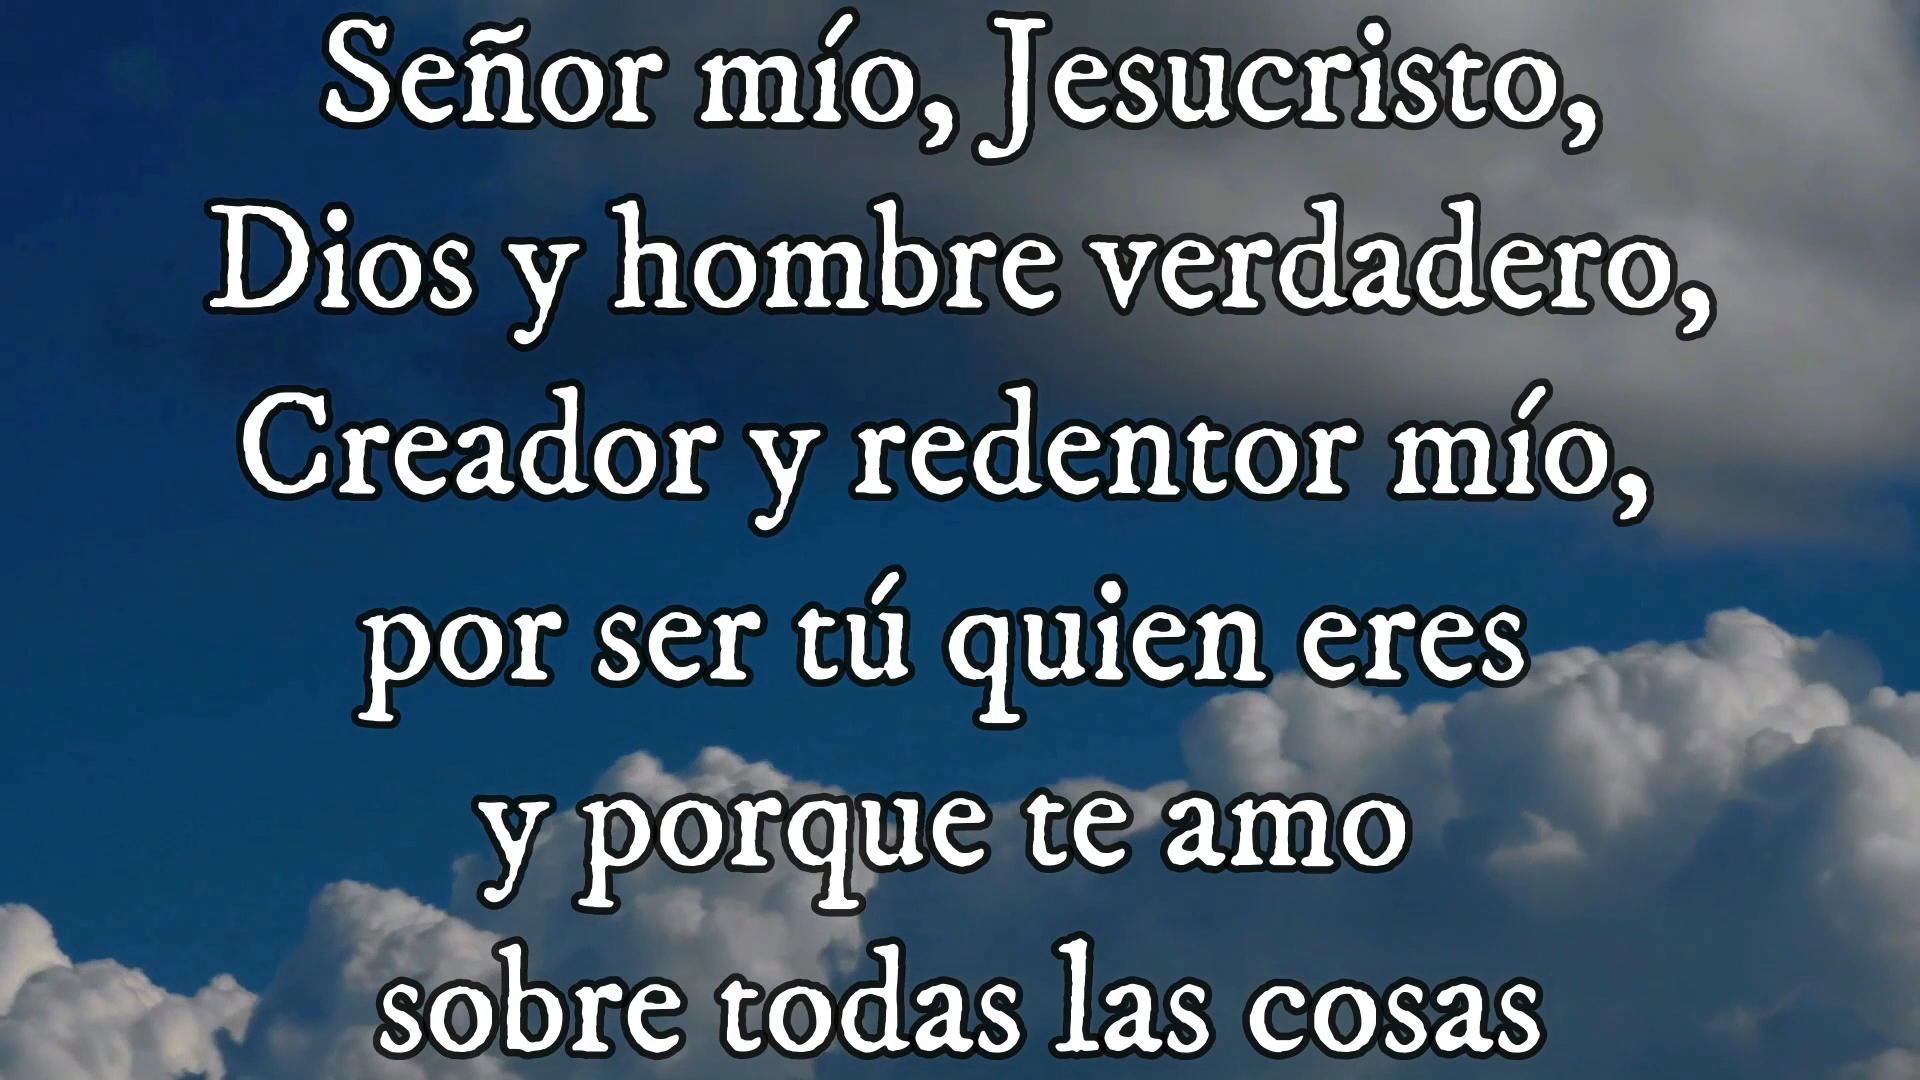 Señor mío, Jesucristo,
Dios y hombre verdadero,
Creador y redentor mío,
por ser tú quien eres
y porque te amo
sobre todas las cosas